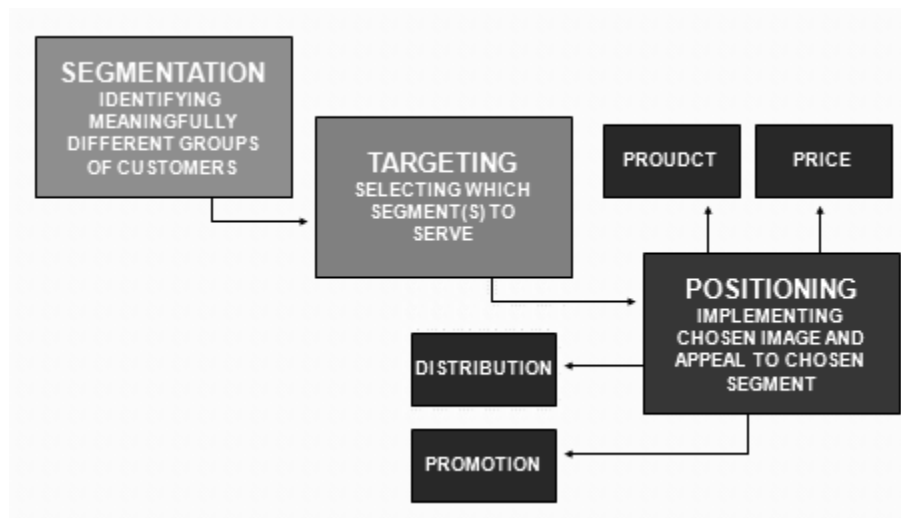 SEGMENTATION
IDENTIFYING
MEANINGFULLY
DIFFERENT GROUPS
OF CUSTOMERS
TARGETING
SELECTING WHICH
SEGMENT(S) TO
SERVE
PROUDCT
PRICE
POSITIONING
IMPLEMENTING
CHOSEN IMAGE AND
APPEAL TO CHOSEN
SEGMENT
DISTRIBUTION
PROMOTION